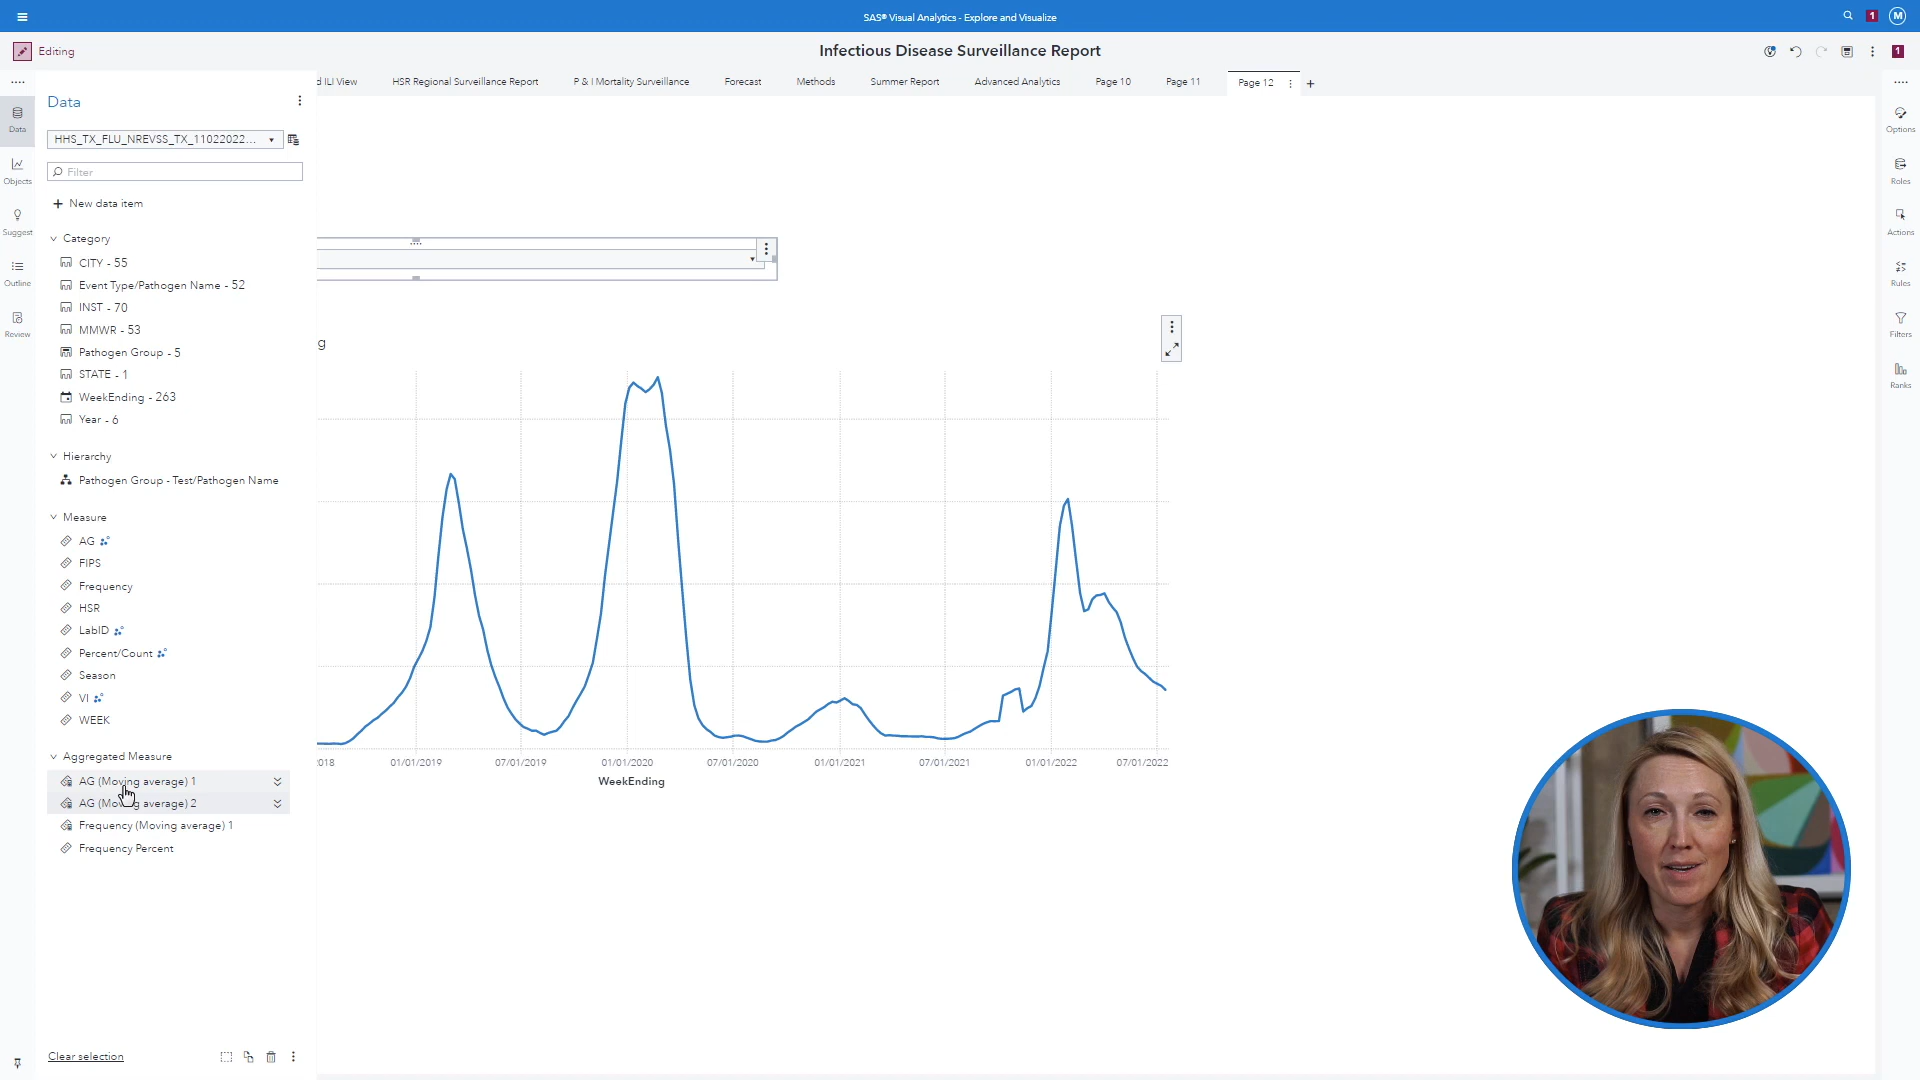 SAS® Visual Analytics - Explore and Visualize
1
M
Editing
Infectious Disease Surveillance Report
1
d ILI View
HSR Regional Surveillance Report
P & I Mortality Surveillance
Forecast
Methods
Summer Report
Advanced Analytics
Page 10
Page 11
Page 12
Data
Objects
Suggest
Outline
Review
Data
HHS_TX_FLU_NREVSS_TX_11022022...
Filter
New data item
Category
CITY - 55
Event Type/Pathogen Name - 52
INST - 70
MMWR - 53
Pathogen Group - 5
STATE - 1
WeekEnding - 263
Year - 6
Hierarchy
Pathogen Group - Test/Pathogen Name
Measure
AG
FIPS
Frequency
HSR
LabID
Percent/Count
Season
VI
WEEK
Aggregated Measure
AG (Moving average) 1
AG (Moving average) 2
Frequency (Moving average) 1
Frequency Percent
Clear selection
g
2018
01/01/2019
07/01/2019
01/01/2020
07/01/2020
01/01/2021
07/01/2021
01/01/2022
07/01/2022
WeekEnding
Options
Roles
Actions
Rules
Filters
Ranks